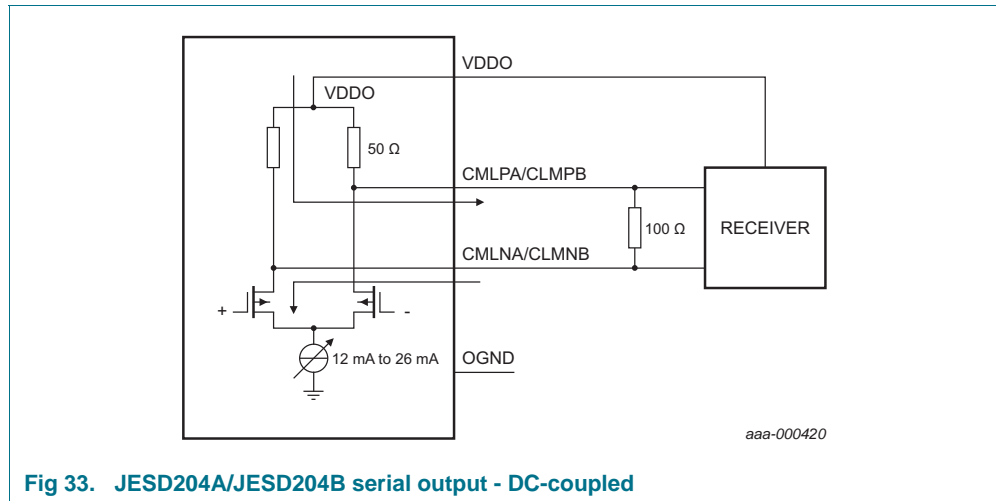 VDDO
VDDO
50 Ω
CMLPA/CLMPB
100 Ω
RECEIVER
CMLNA/CLMNB
+
-
12 mA to 26 mA
OGND
aaa-000420
Fig 33. JESD204A/JESD204B serial output - DC-coupled